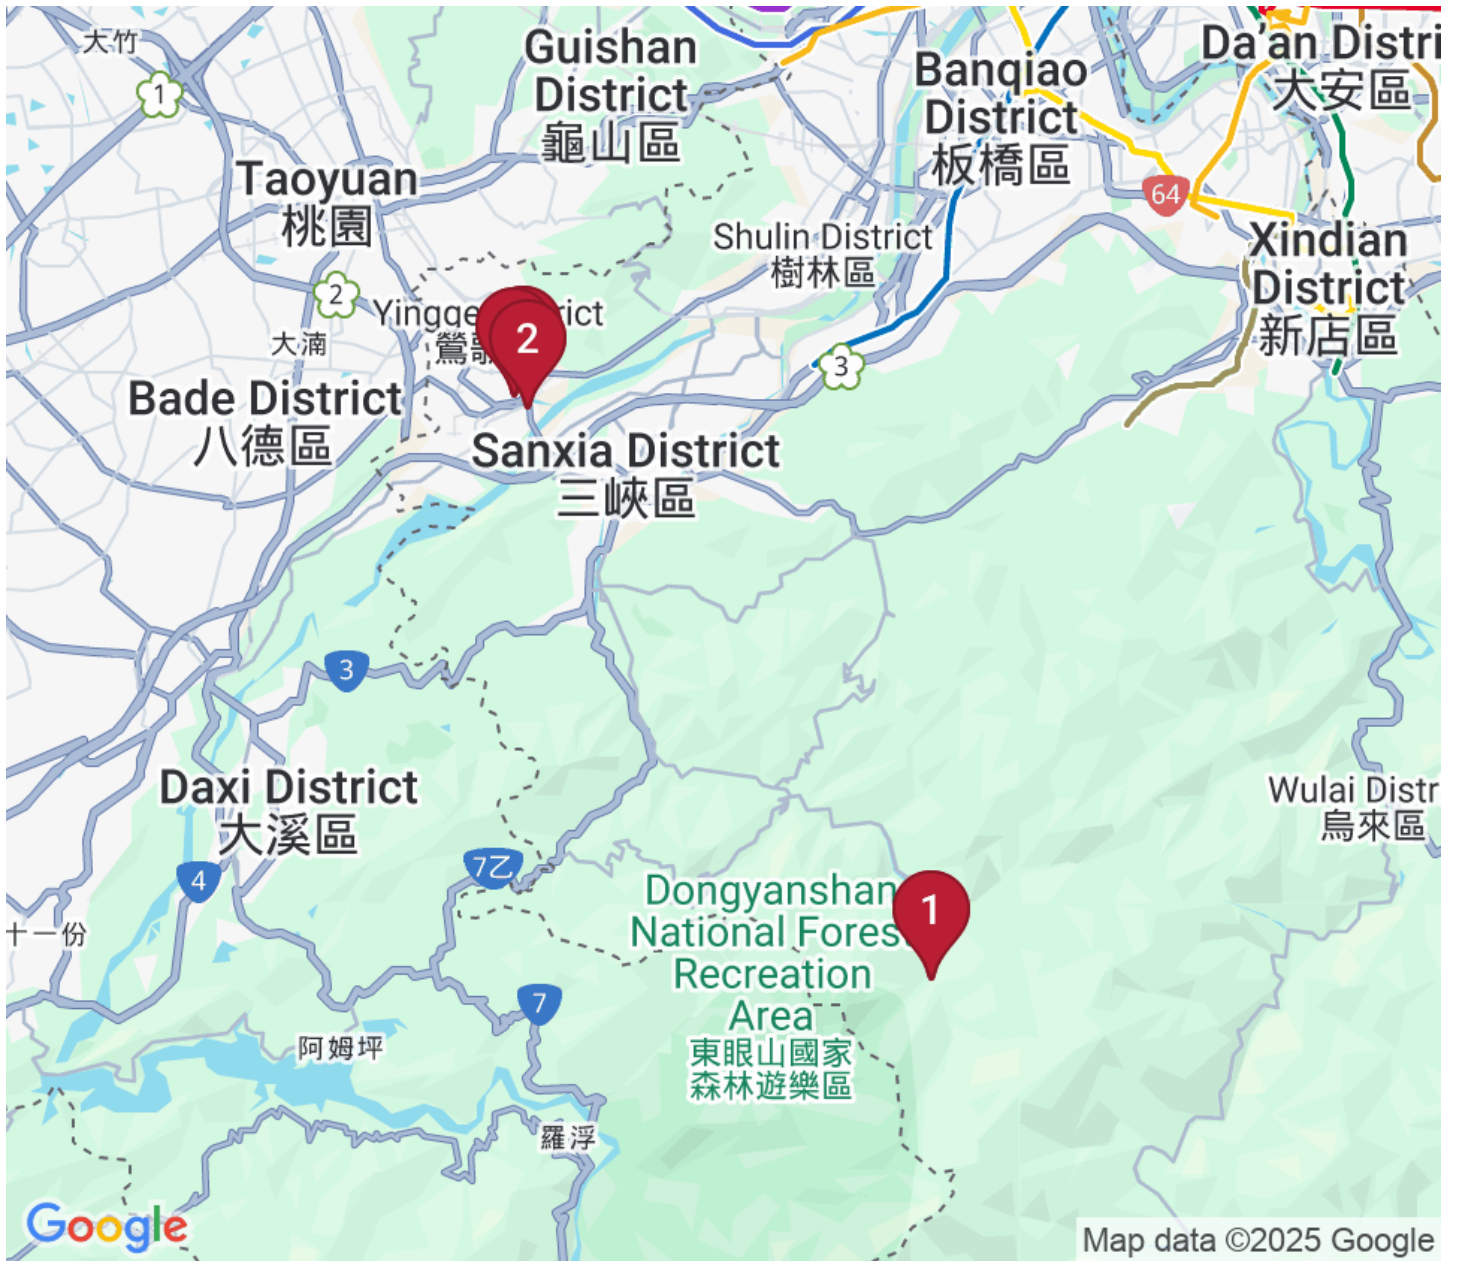 大竹
Guishan
District
龜山區
Banqiao
District
板橋區
Da'an Distri
大安區
1
Taoyuan
桃園
64
Shulin District
樹林區
Xindian
District
新店區
2
大湳
2
3
Bade District
八德區
Sanxia District
三峽區
3
Daxi District
大溪區
Wulai Distr
烏來區
7乙
4
十一份
Dongyanshan
National Fores
Recreation
Area
東眼山國家
森林遊樂區
1
7
阿姆坪
羅浮
Google
Map data ©2025 Google